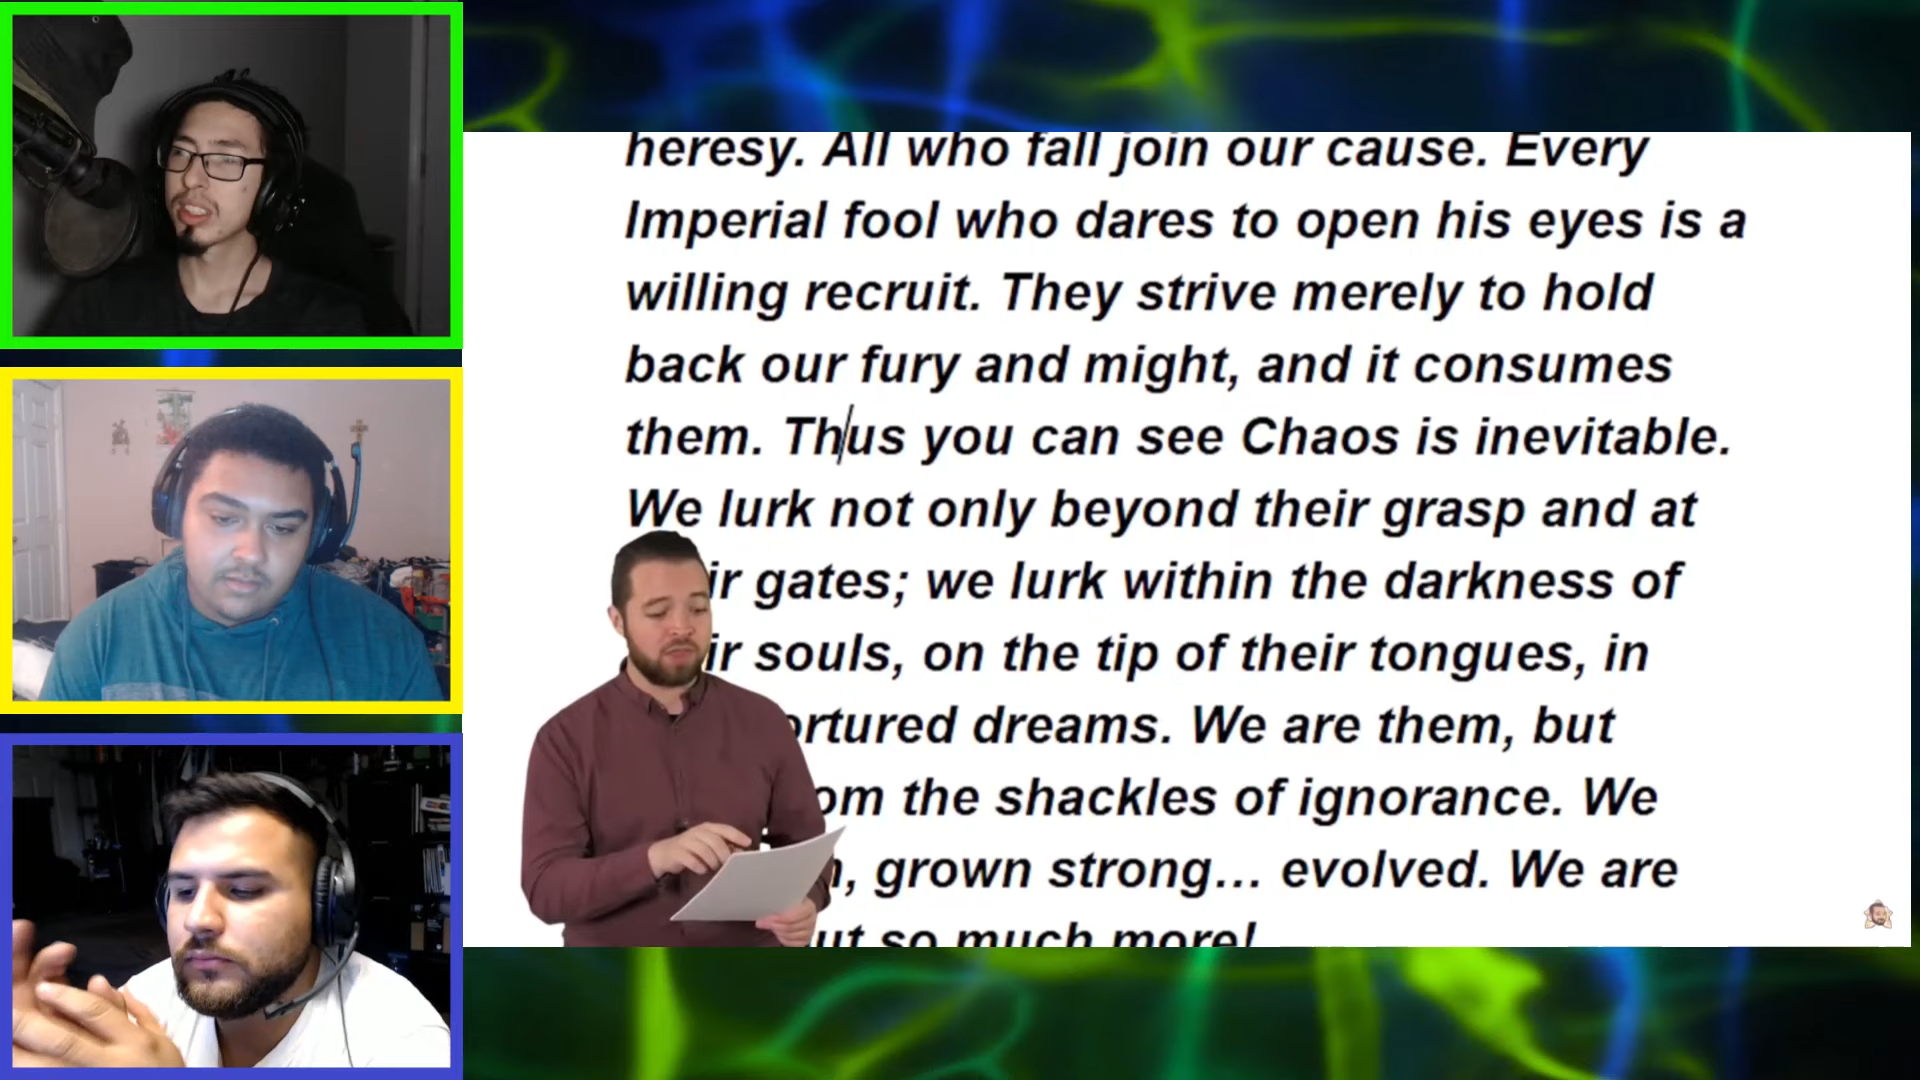 heresy. All who fall join our cause. Every
Imperial fool who dares to open his eyes is a
willing recruit. They strive merely to hold
back our fury and might, and it consumes
them. Thus you can see Chaos is inevitable.
We lurk not only beyond their grasp and at
gates; we lurk within the darkness of
souls, on the tip of their tongues, in
dreams. We are them, but
the shackles of ignorance. We
grown strong... evolved. We are
so much more!